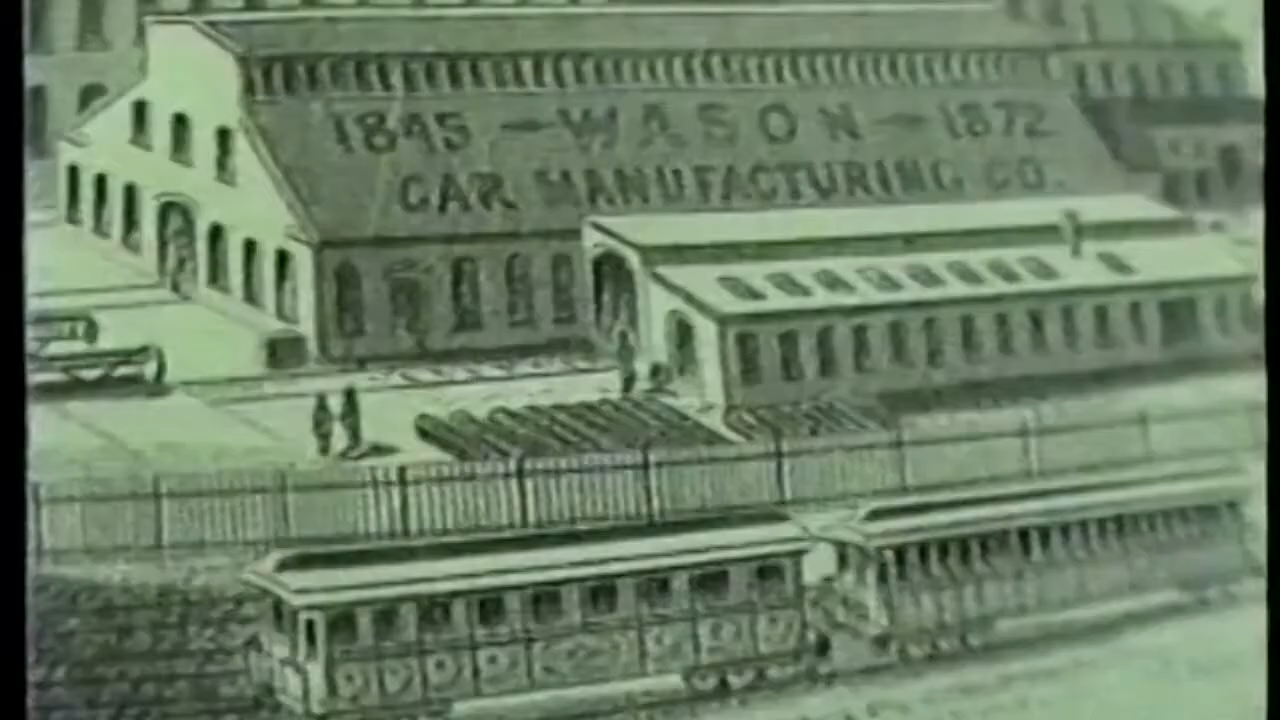 1845 – WASON – 1872
CAR MANUFACTURING CO.